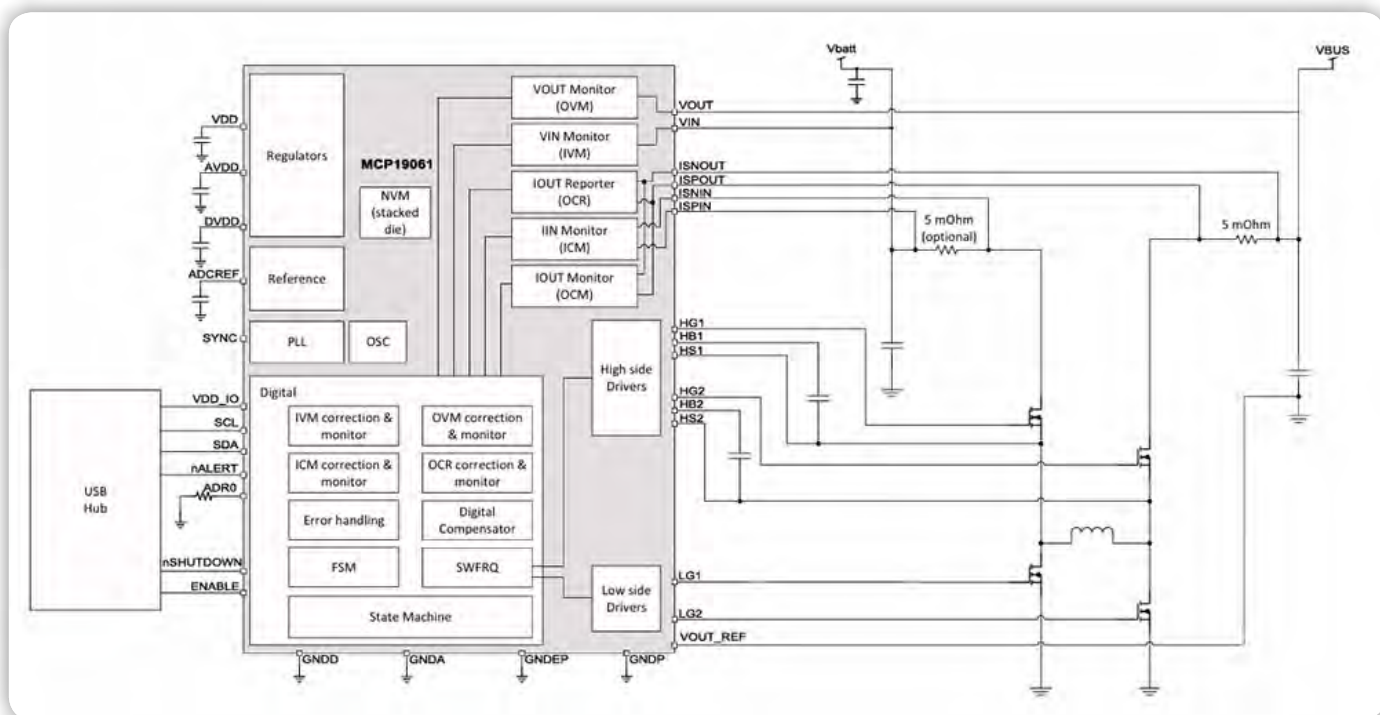 Vbatt
VBUS
VOUT Monitor
(OVM)
VOUT
VIN
VDD
Regulators
MCP19061
VIN Monitor
(IVM)
ISNOUT
ISPOUT
ISNIN
ISPIN
AVDD
NVM
(stacked
die)
IOUT Reporter
(OCR)
5 mOhm
(optional)
5 mOhm
DVDD
IIN Monitor
(ICM)
ADCREF
Reference
IOUT Monitor
(OCM)
SYNC
PLL
OSC
High side
Drivers
HG1
HB1
HS1
HG2
HB2
HS2
Digital
USB
Hub
VDD_IO
SCL
SDA
nALERT
ADR0
nSHUTDOWN
ENABLE
IVM correction &
monitor
OVM correction
& monitor
ICM correction &
monitor
OCR correction &
monitor
Error handling
Digital
Compensator
FSM
SWFRQ
State Machine
Low side
Drivers
LG1
LG2
VOUT_REF
GNDD
GNDA
GNDEP
GNDP